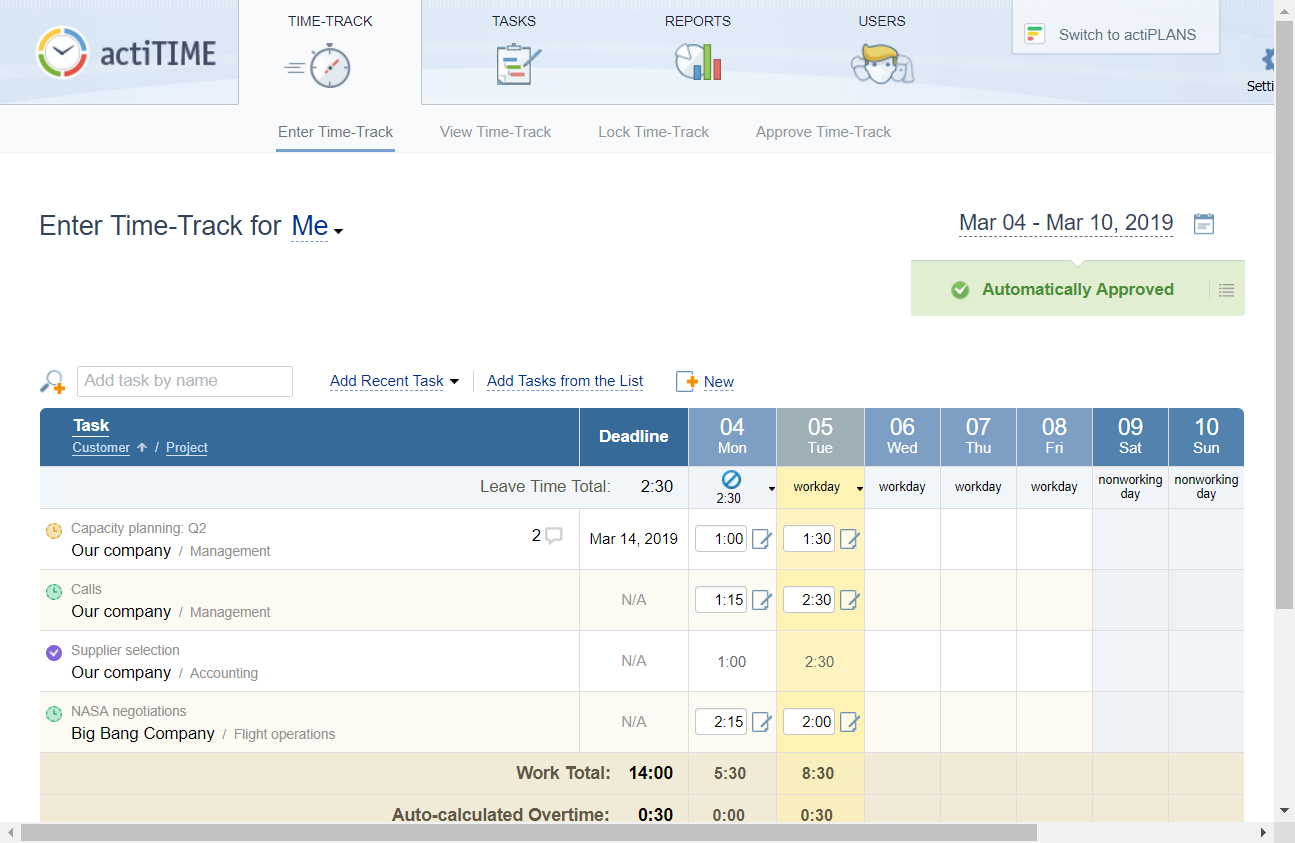 actiTIME
TIME-TRACK TASKS REPORTS USERS
Switch to actiPLANS
Setti
Enter Time-Track View Time-Track Lock Time-Track Approve Time-Track
Enter Time-Track for Me
Mar 04 - Mar 10, 2019
Automatically Approved
Add task by name Add Recent Task Add Tasks from the List New
Task
Customer / Project
Deadline
04 05 06 07 08 09 10
Mon Tue Wed Thu Fri Sat Sun
Leave Time Total: 2:30 2:30 workday workday workday workday nonworking day nonworking day
Capacity planning: Q2
Our company / Management 2 Mar 14, 2019 1:00 1:30
Calls
Our company / Management N/A 1:15 2:30
Supplier selection
Our company / Accounting N/A 1:00 2:30
NASA negotiations
Big Bang Company / Flight operations N/A 2:15 2:00
Work Total: 14:00 5:30 8:30
Auto-calculated Overtime: 0:30 0:00 0:30